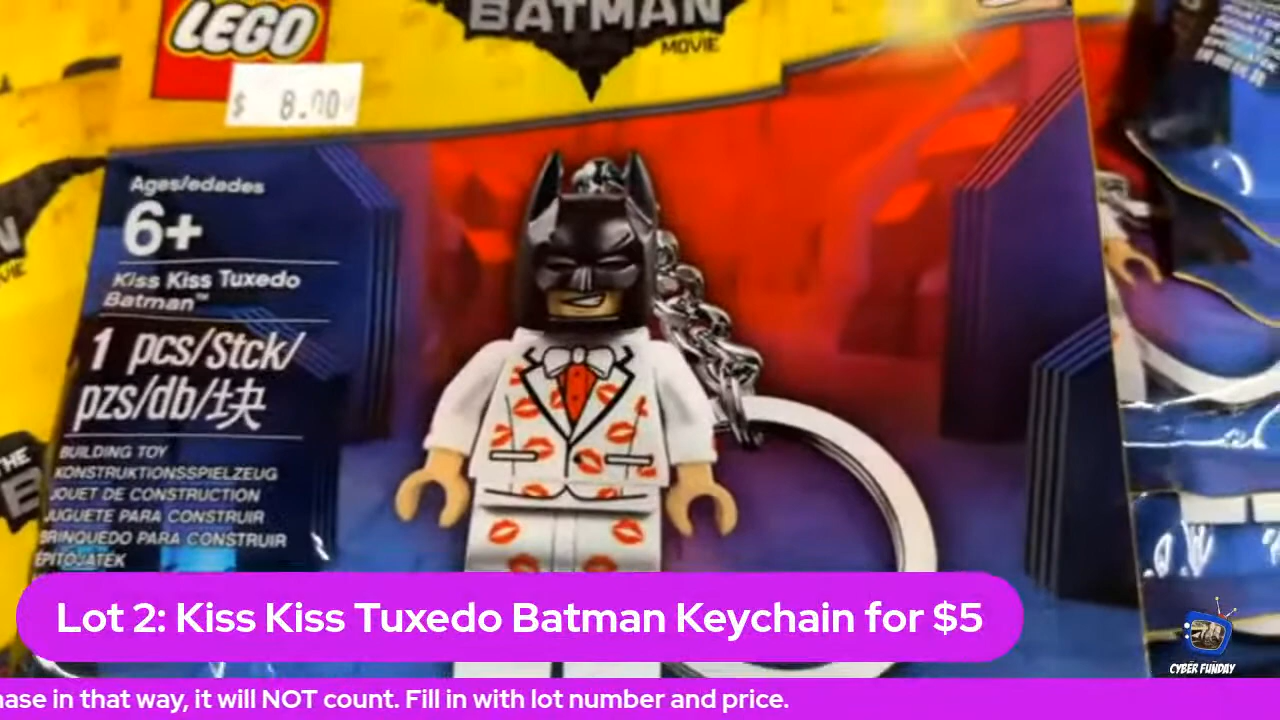 LEGO
BATMAN
MOVIE
$ 8.00
Ages/edades
6+
Kiss Kiss Tuxedo
Batman™
1 pcs/Stck/
pzs/db/块
BUILDING TOY
KONSTRUKTIONSSPIELZEUG
JOUET DE CONSTRUCTION
JUGUETE PARA CONSTRUIR
BRINQUEDO PARA CONSTRUIR
ÉPÍTŐJÁTÉK
THE
B
Lot 2: Kiss Kiss Tuxedo Batman Keychain for $5
CYBER FUNDAY
in that way, it will NOT count. Fill in with lot number and price.